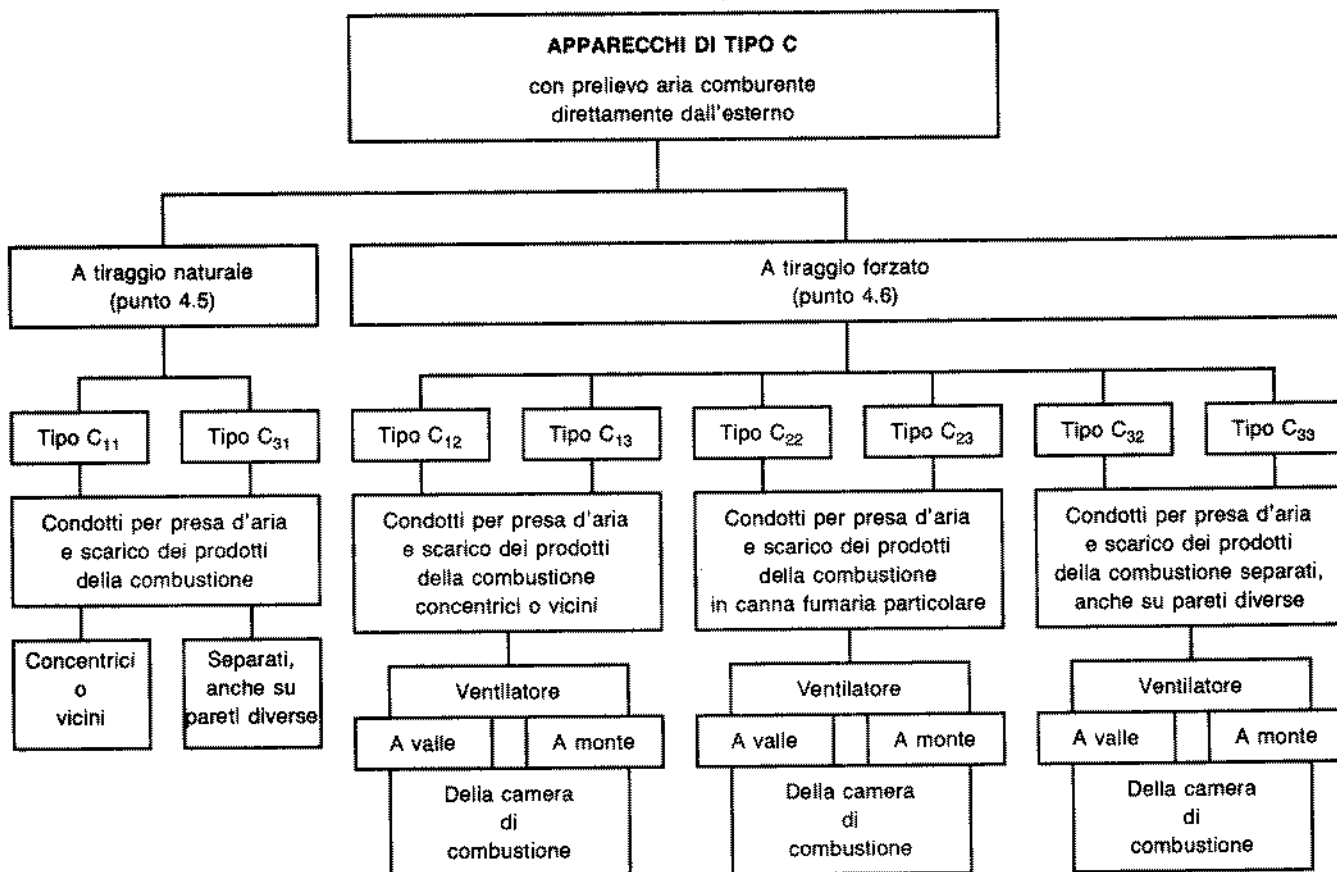 APPARECCHI DI TIPO C
con prelievo aria comburente
direttamente dall'esterno
A tiraggio naturale
(punto 4.5)
A tiraggio forzato
(punto 4.6)
Tipo C₁₁
Tipo C₃₁
Tipo C₁₂
Tipo C₁₃
Tipo C₂₂
Tipo C₂₃
Tipo C₃₂
Tipo C₃₃
Condotti per presa d'aria
e scarico dei prodotti
della combustione
Concentrici
o
vicini
Separati,
anche su
pareti diverse
Condotti per presa d'aria
e scarico dei prodotti
della combustione
concentrici o vicini
Ventilatore
A valle
A monte
Della camera
di
combustione
Condotti per presa d'aria
e scarico dei prodotti
della combustione
in canna fumaria particolare
Ventilatore
A valle
A monte
Della camera
di
combustione
Condotti per presa d'aria
e scarico dei prodotti
della combustione separati,
anche su pareti diverse
Ventilatore
A valle
A monte
Della camera
di
combustione